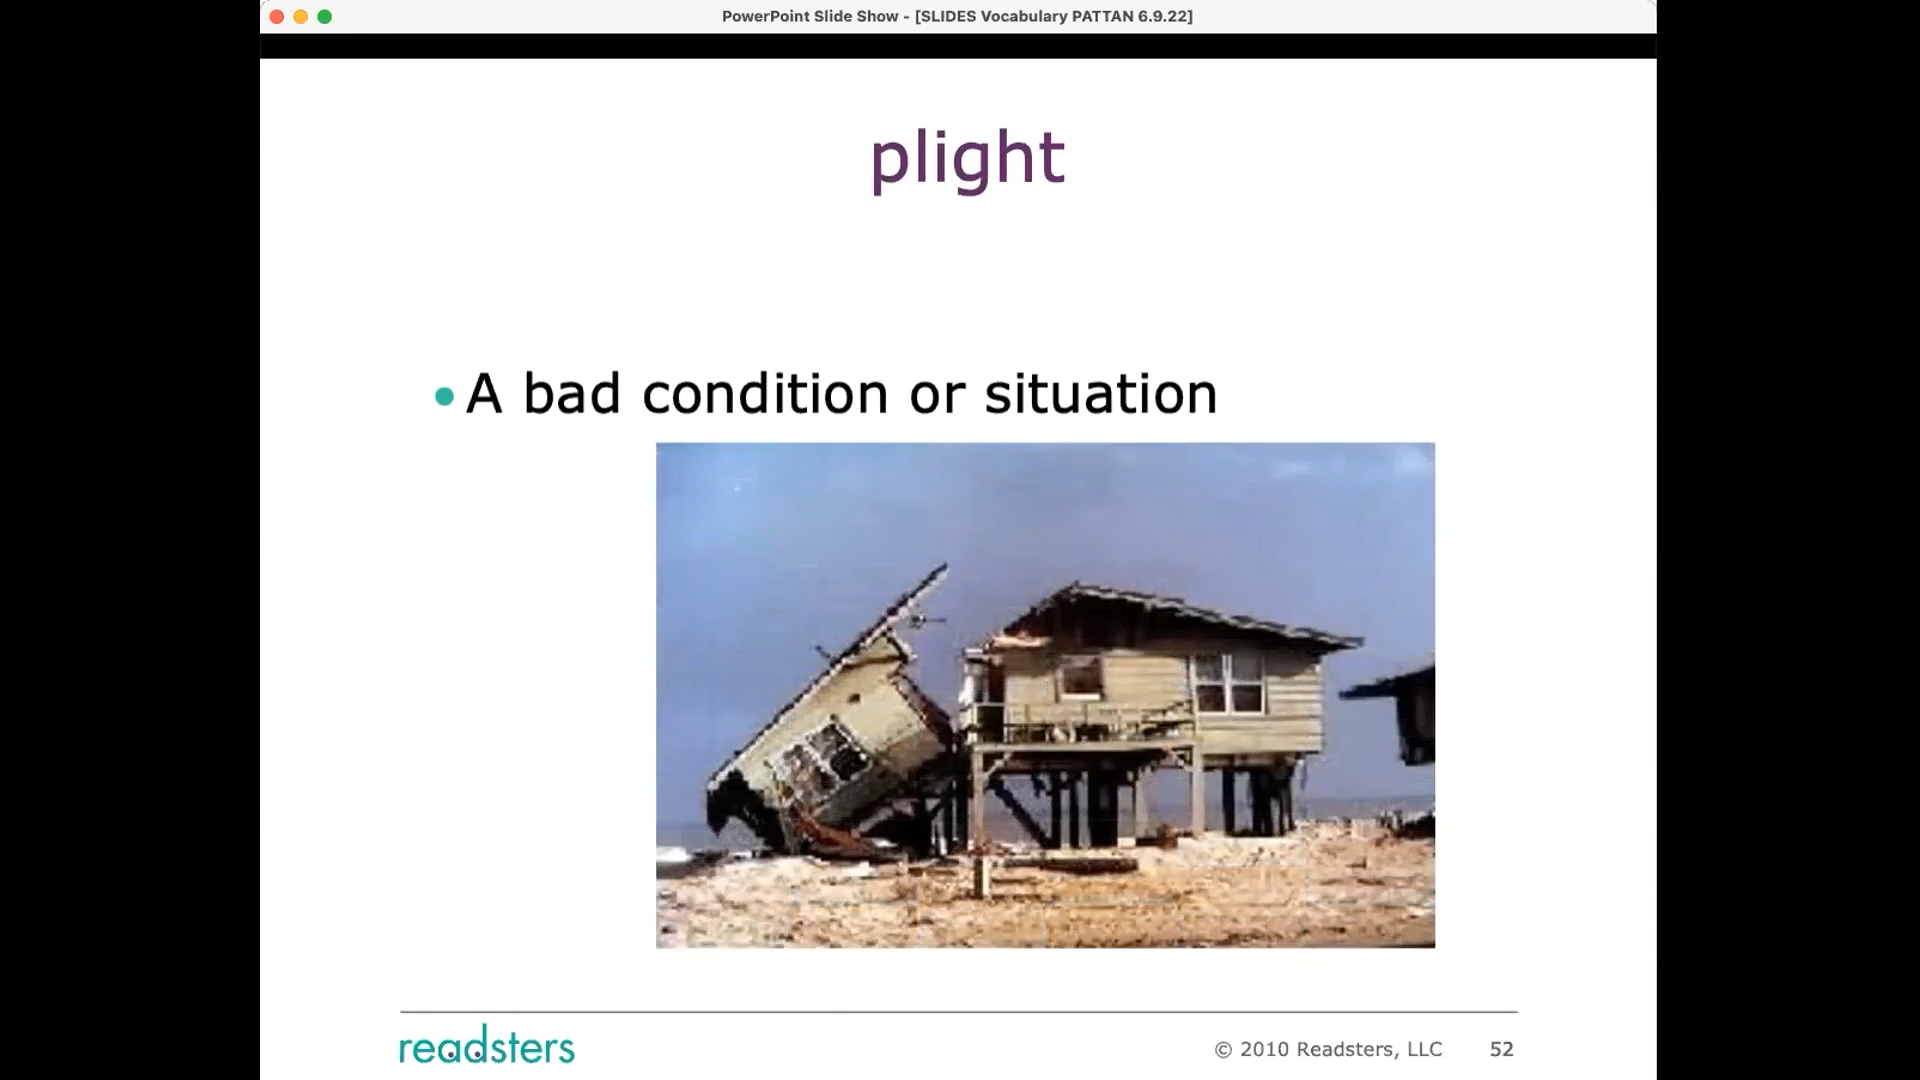 PowerPoint Slide Show - [SLIDES Vocabulary PATTAN 6.9.22]
plight
• A bad condition or situation
readsters
© 2010 Readsters, LLC 52